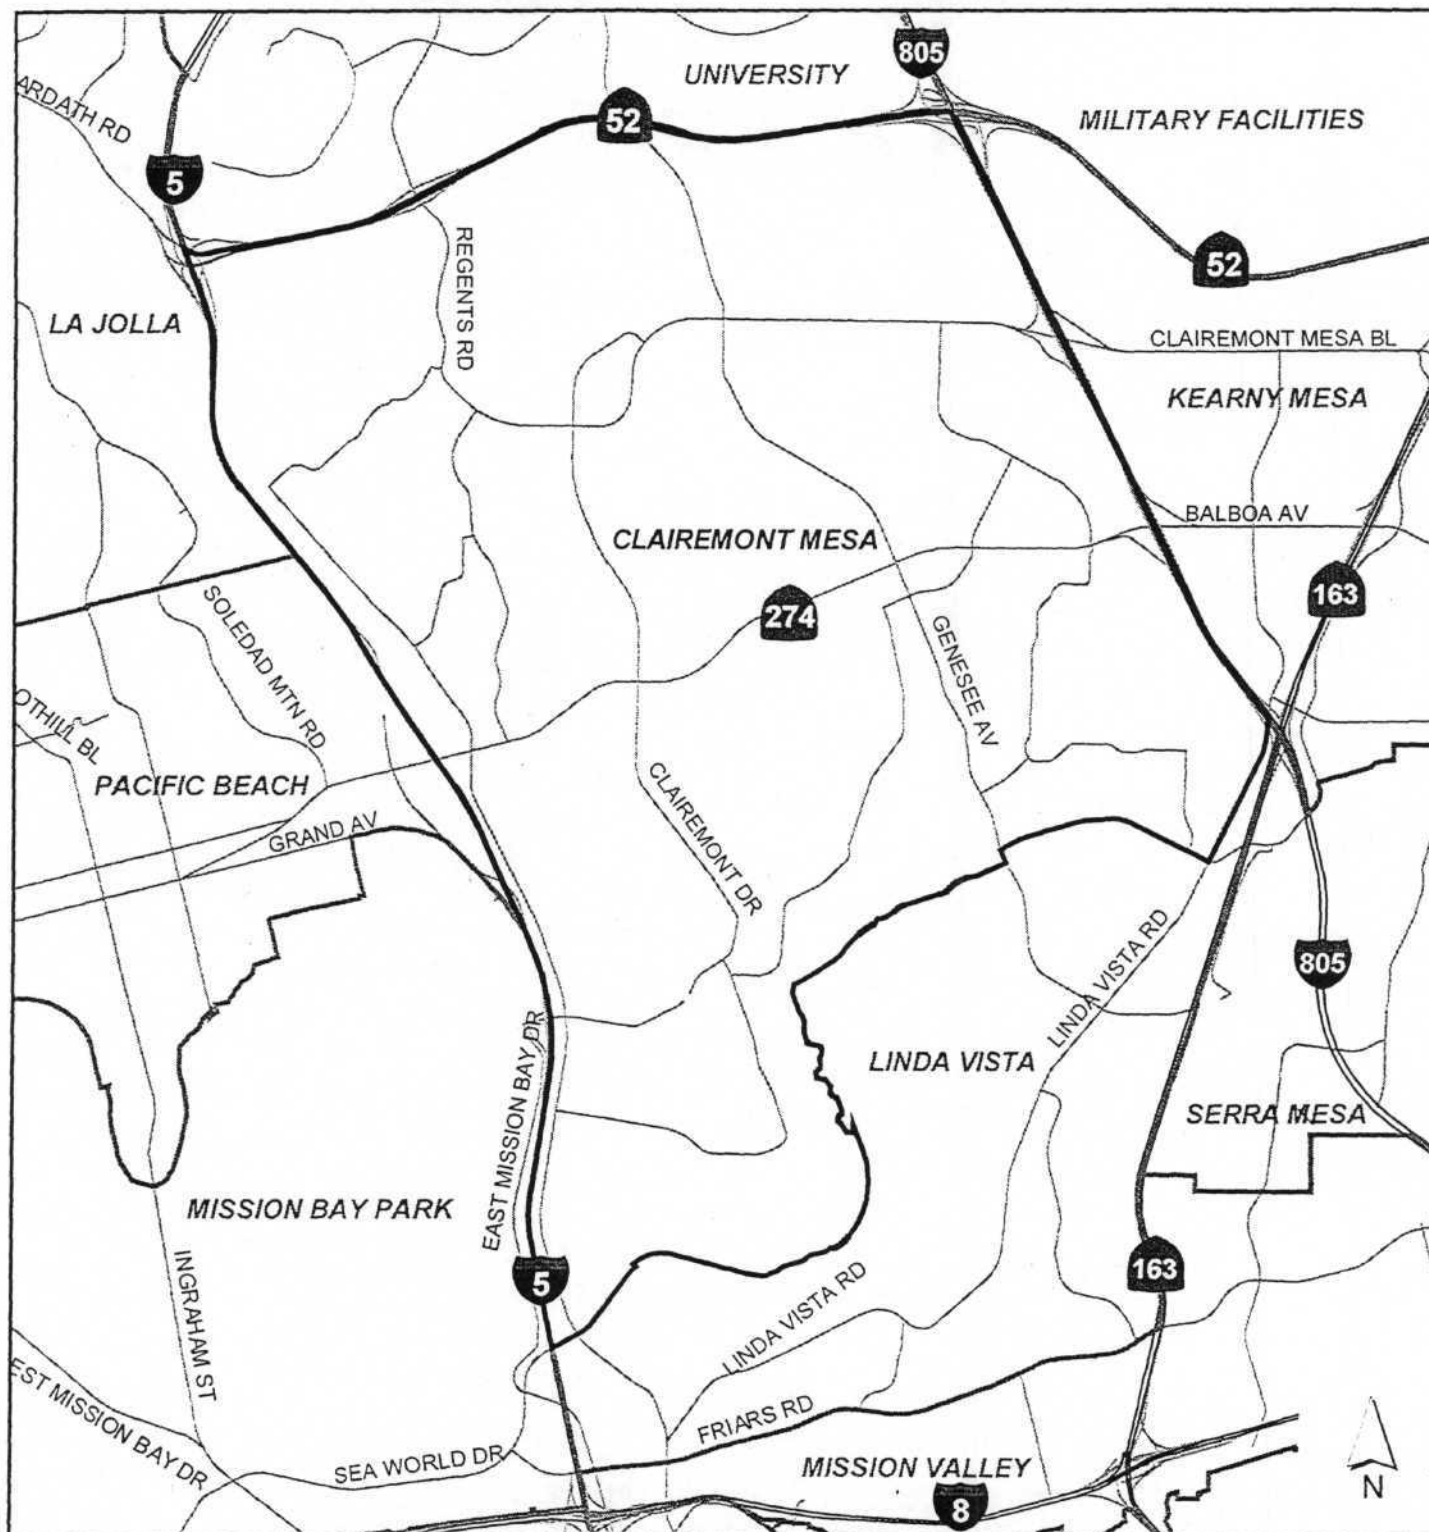 805
UNIVERSITY
ARDATH RD
52
MILITARY FACILITIES
5
REGENTS RD
52
LA JOLLA
CLAIREMONT MESA BL
KEARNY MESA
BALBOA AV
CLAIREMONT MESA
274
163
SOLEDAD MTN RD
GENESEE AV
OTHILL BL
PACIFIC BEACH
CLAIREMONT DR
GRAND AV
LINDA VISTA RD
805
EAST MISSION BAY DR
LINDA VISTA
SERRA MESA
MISSION BAY PARK
INGRAHAM ST
5
163
LINDA VISTA RD
EST MISSION BAY DR
FRIARS RD
SEA WORLD DR
MISSION VALLEY
8
N